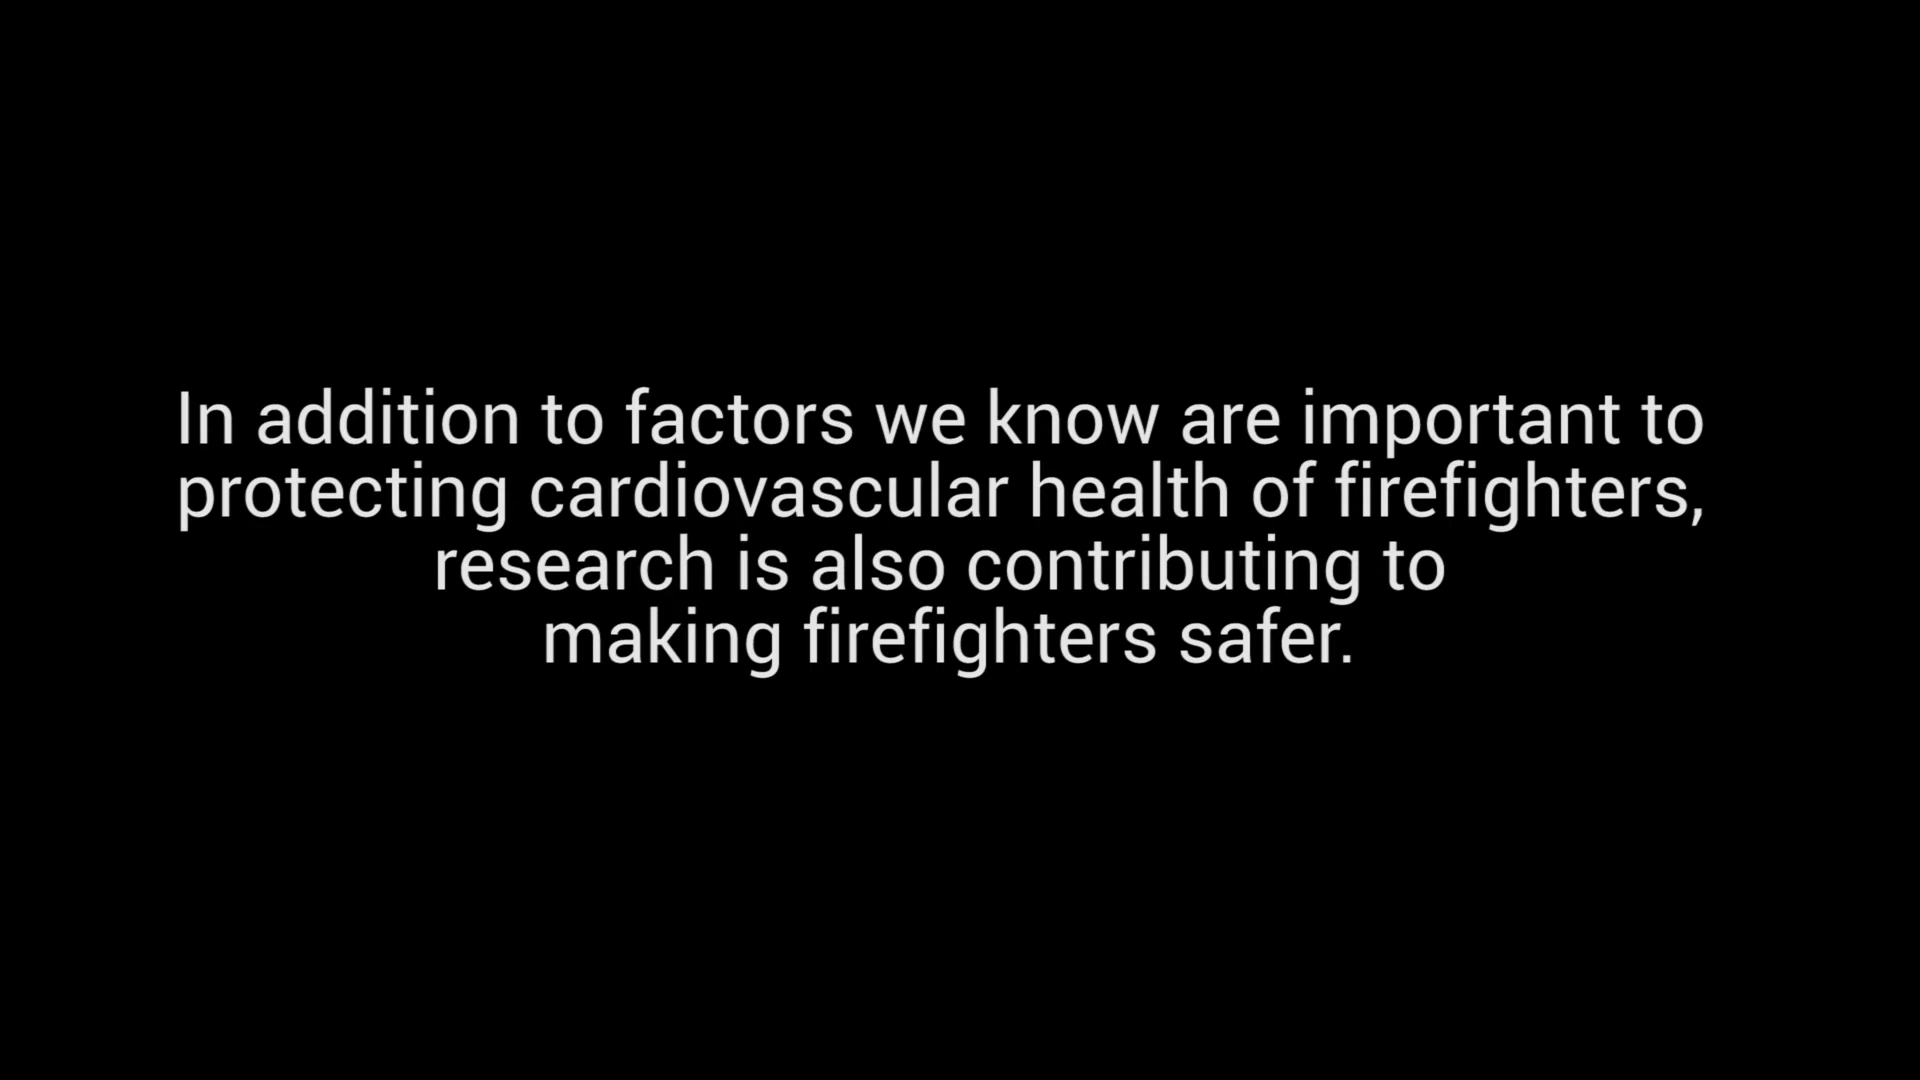 In addition to factors we know are important to
protecting cardiovascular health of firefighters,
research is also contributing to
making firefighters safer.